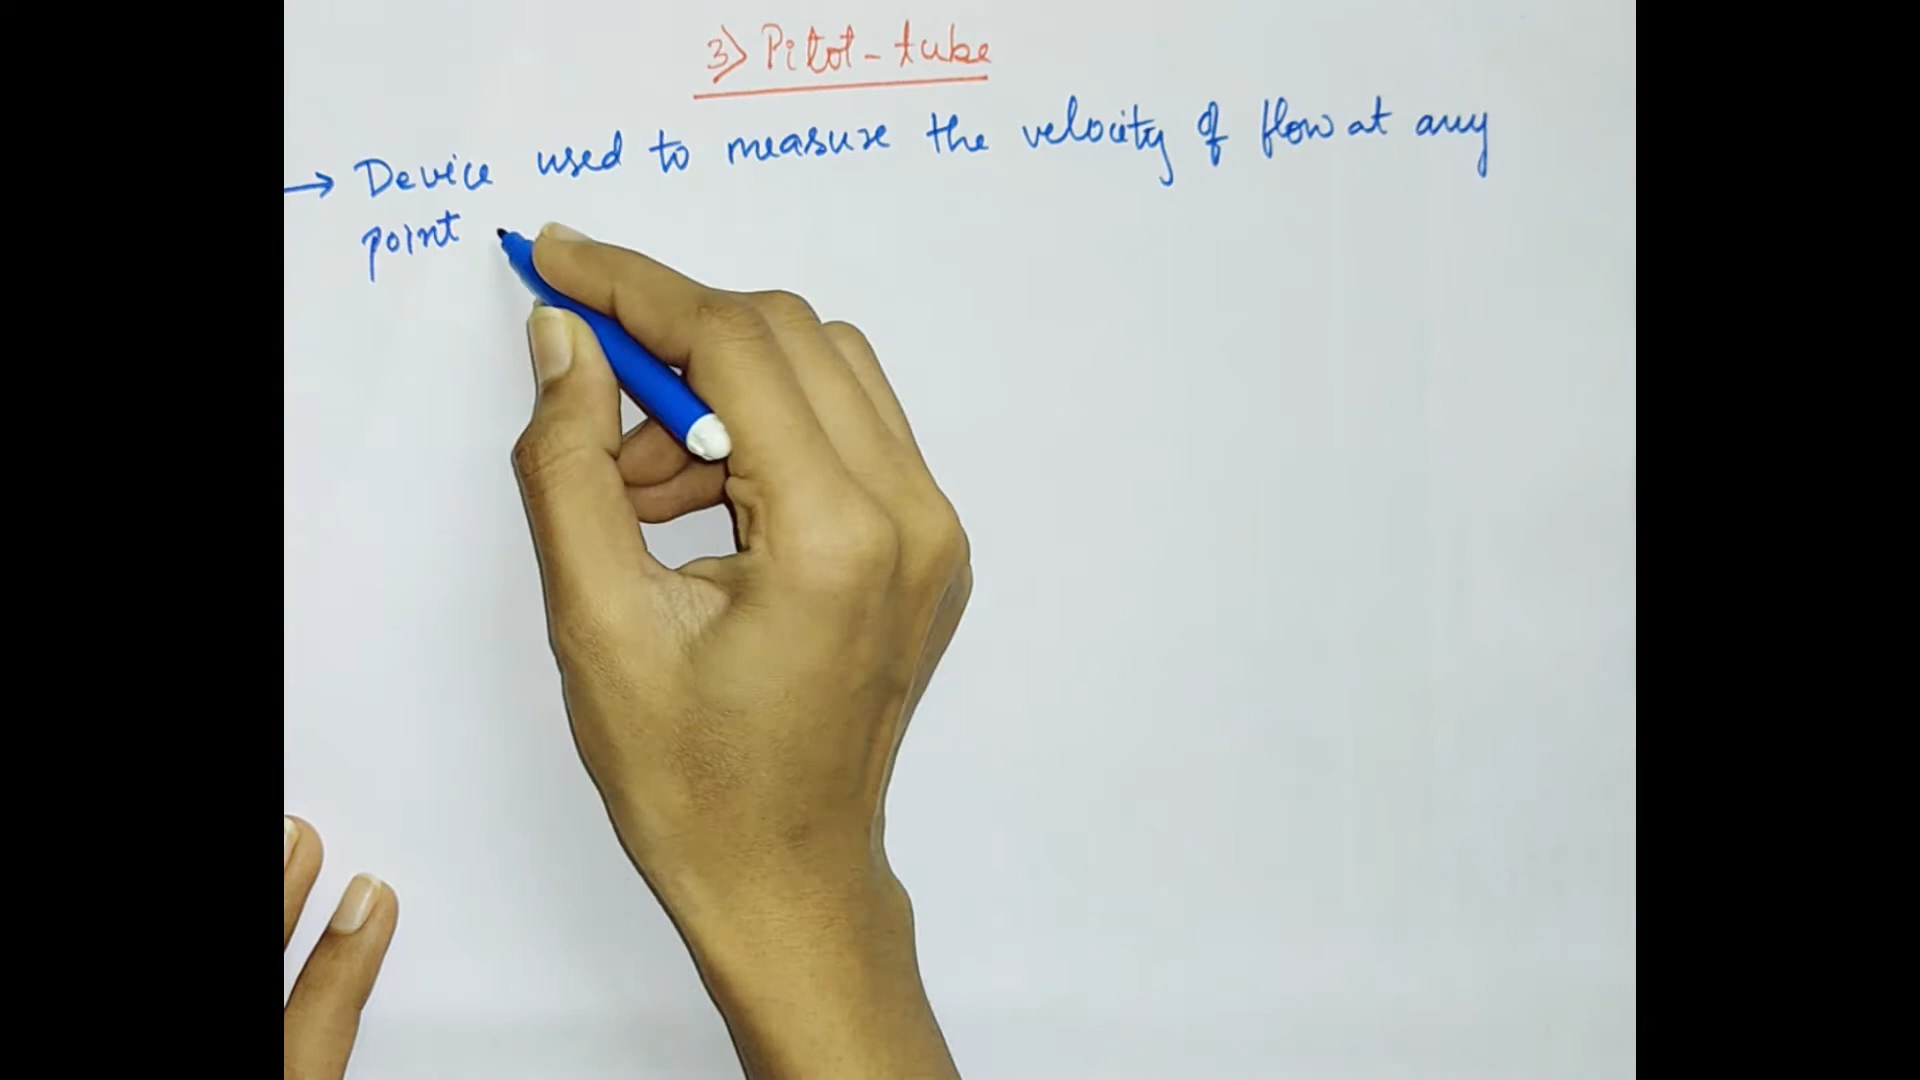 3) Pitot-tube
→ Device used to measure the velocity of flow at any
point